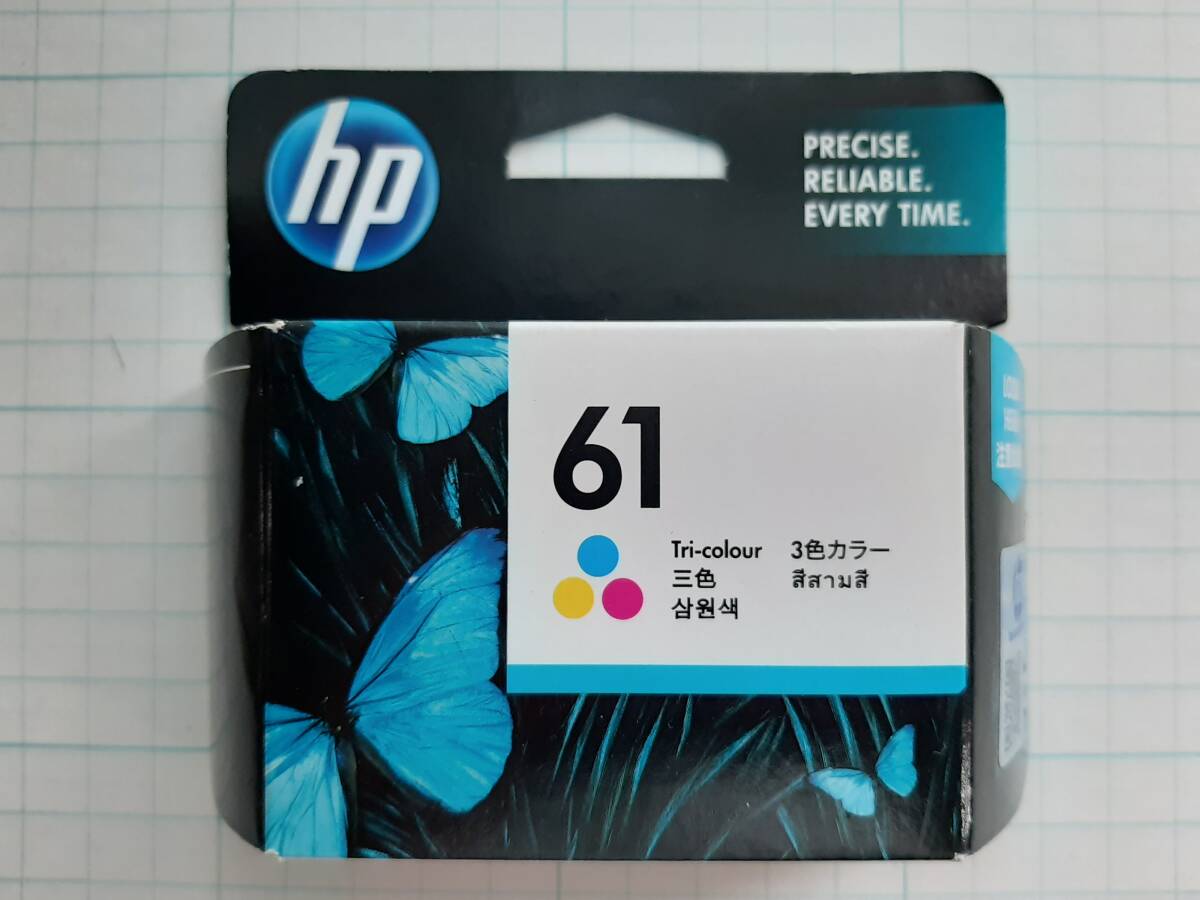 hp
PRECISE.
RELIABLE.
EVERY TIME.
61
Tri-colour
三色
삼원색
3色カラー
สีสามสี